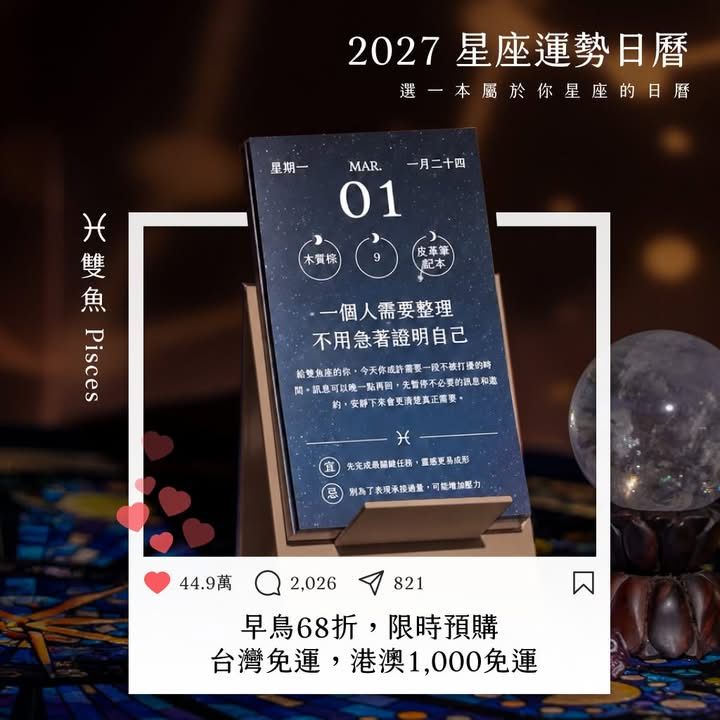 2027 星座運勢日曆
選一本屬於你星座的日曆
♓
雙魚 Pisces
星期一 MAR. 一月二十四
01
木質棕 9 皮革筆記本
一個人需要整理
不用急著證明自己
給雙魚座的你，今天你或許需要一段不被打擾的時
間。訊息可以晚一點再回，先暫停不必要的訊息和邀
約，安靜下來會更清楚真正需要。
♓
宜 先完成最關鍵任務，靈感更易成形
忌 別為了表現承接過量，可能增加壓力
44.9萬 2,026 821
早鳥68折，限時預購
台灣免運，港澳1,000免運